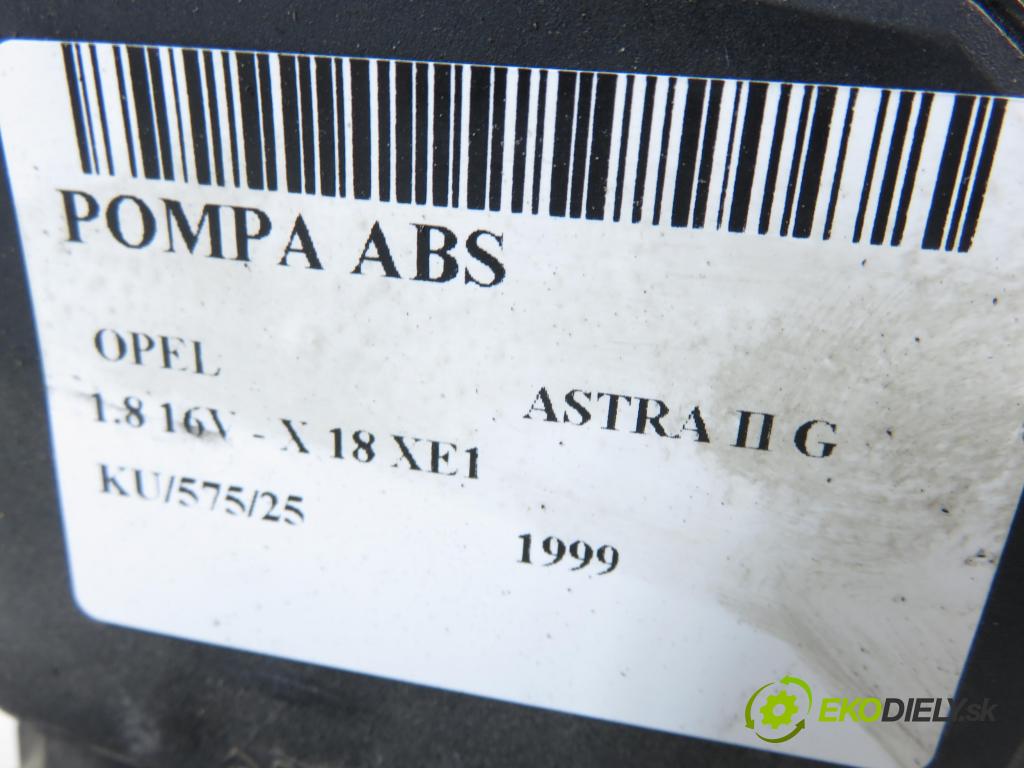 POMPA ABS
OPEL
ASTRA II G
1.8 16V - X 18 XE1
KU/575/25
1999
EKODIELY.sk